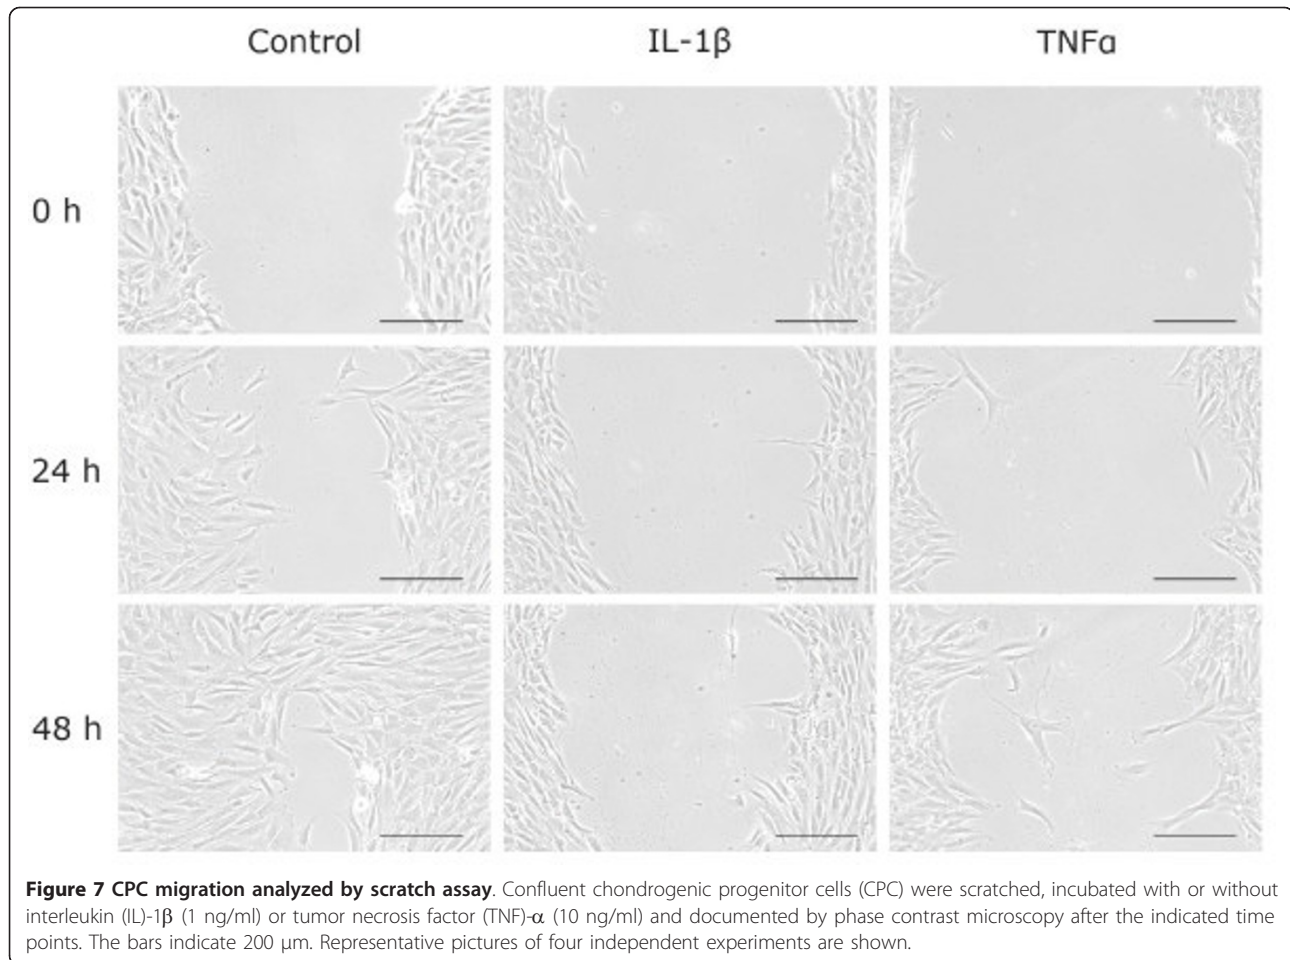 Control IL-1β TNFα
0 h
24 h
48 h
Figure 7 CPC migration analyzed by scratch assay. Confluent chondrogenic progenitor cells (CPC) were scratched, incubated with or without
interleukin (IL)-1β (1 ng/ml) or tumor necrosis factor (TNF)-α (10 ng/ml) and documented by phase contrast microscopy after the indicated time
points. The bars indicate 200 μm. Representative pictures of four independent experiments are shown.